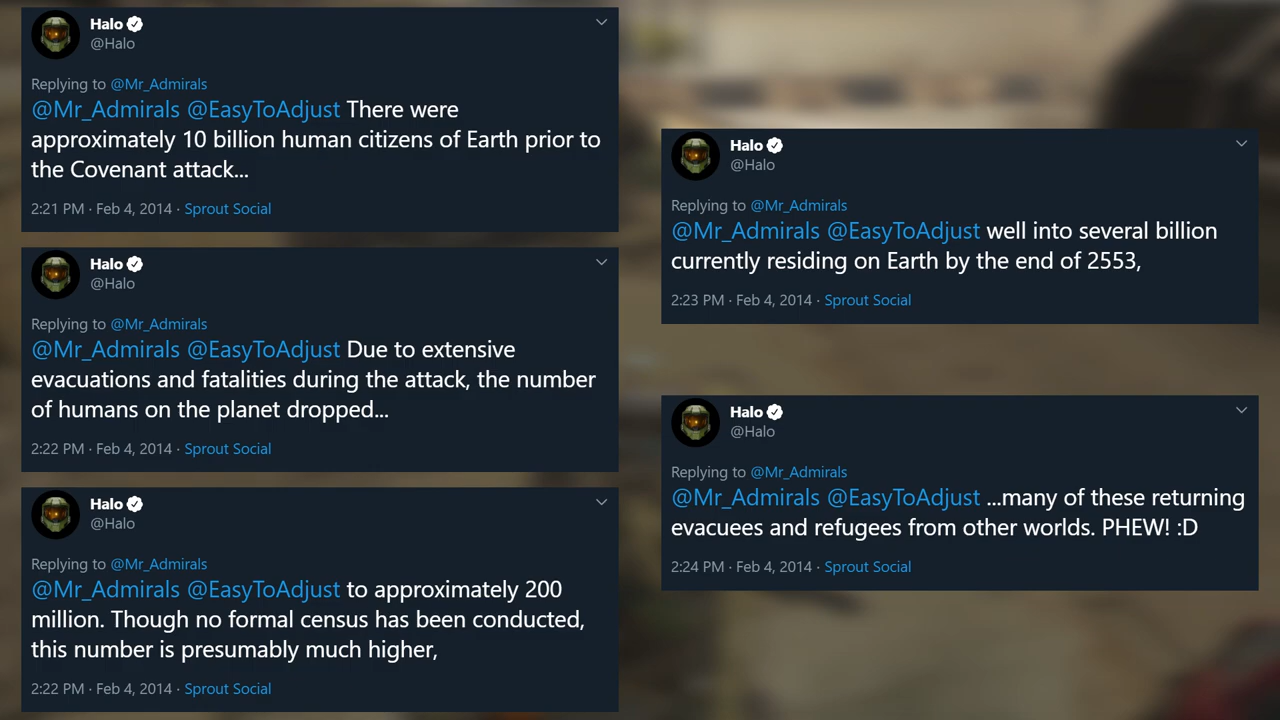 Halo
@Halo
Replying to @Mr_Admirals
@Mr_Admirals @EasyToAdjust There were
approximately 10 billion human citizens of Earth prior to
the Covenant attack...
2:21 PM · Feb 4, 2014 · Sprout Social
Halo
@Halo
Replying to @Mr_Admirals
@Mr_Admirals @EasyToAdjust Due to extensive
evacuations and fatalities during the attack, the number
of humans on the planet dropped...
2:22 PM · Feb 4, 2014 · Sprout Social
Halo
@Halo
Replying to @Mr_Admirals
@Mr_Admirals @EasyToAdjust to approximately 200
million. Though no formal census has been conducted,
this number is presumably much higher,
2:22 PM · Feb 4, 2014 · Sprout Social
Halo
@Halo
Replying to @Mr_Admirals
@Mr_Admirals @EasyToAdjust well into several billion
currently residing on Earth by the end of 2553,
2:23 PM · Feb 4, 2014 · Sprout Social
Halo
@Halo
Replying to @Mr_Admirals
@Mr_Admirals @EasyToAdjust ...many of these returning
evacuees and refugees from other worlds. PHEW! :D
2:24 PM · Feb 4, 2014 · Sprout Social